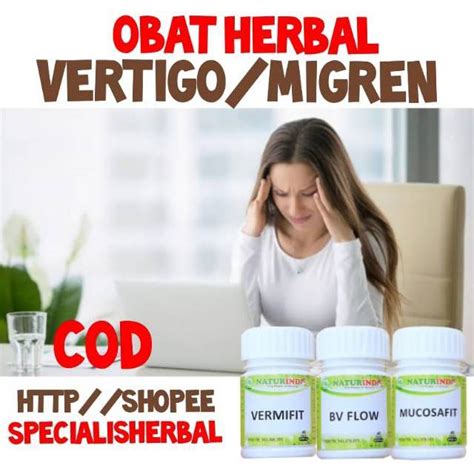 OBAT HERBAL
VERTIGO/MIGREN
COD
HTTP//SHOPEE
SPECIALISHERBAL
NATURINDO
VERMIFIT
NATURINDO
BV FLOW
NATURINDO
MUCOSAFIT